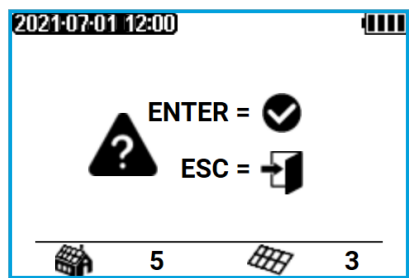 2021-07-01 12:00
ENTER =
?
ESC =
5 3